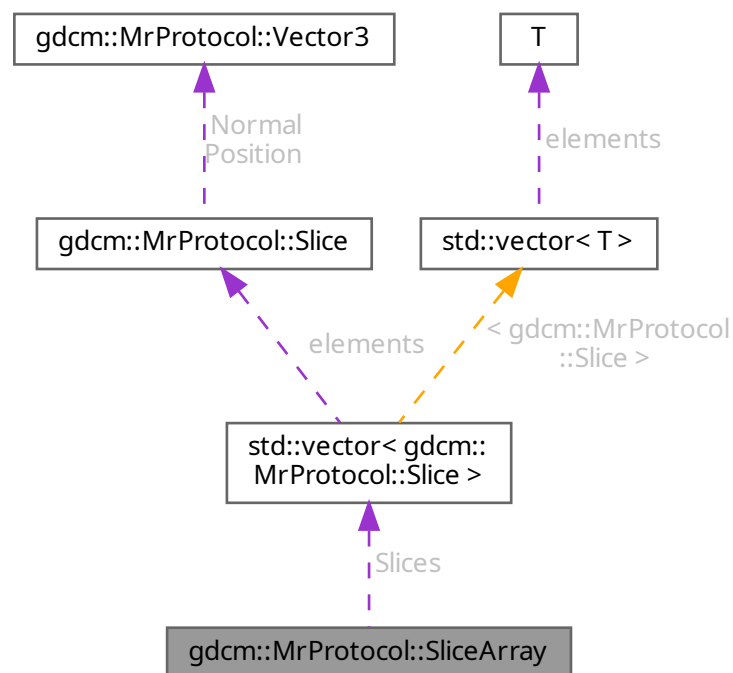 gdcm::MrProtocol::Vector3
T
Normal
Position
elements
gdcm::MrProtocol::Slice
std::vector< T >
elements
< gdcm::MrProtocol
::Slice >
std::vector< gdcm::
MrProtocol::Slice >
Slices
gdcm::MrProtocol::SliceArray